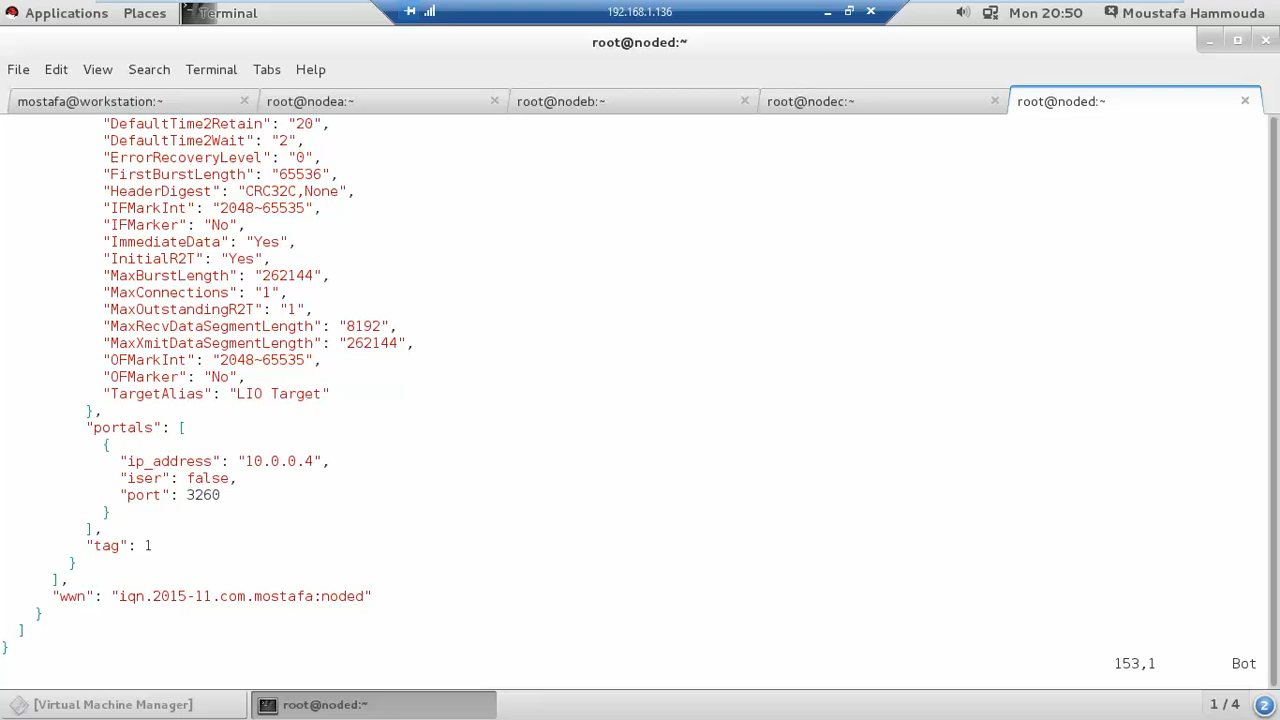 Applications Places Terminal 192.168.1.136 Mon 20:50 Moustafa Hammouda
root@noded:~
File Edit View Search Terminal Tabs Help
mostafa@workstation:~ root@nodea:~ root@nodeb:~ root@nodec:~ root@noded:~
"DefaultTime2Retain": "20",
"DefaultTime2Wait": "2",
"ErrorRecoveryLevel": "0",
"FirstBurstLength": "65536",
"HeaderDigest": "CRC32C,None",
"IFMarkInt": "2048~65535",
"IFMarker": "No",
"ImmediateData": "Yes",
"InitialR2T": "Yes",
"MaxBurstLength": "262144",
"MaxConnections": "1",
"MaxOutstandingR2T": "1",
"MaxRecvDataSegmentLength": "8192",
"MaxXmitDataSegmentLength": "262144",
"OFMarkInt": "2048~65535",
"OFMarker": "No",
"TargetAlias": "LIO Target"
},
"portals": [
{
"ip_address": "10.0.0.4",
"iser": false,
"port": 3260
}
],
"tag": 1
}
],
"wwn": "iqn.2015-11.com.mostafa:noded"
}
]
}
153,1 Bot
[Virtual Machine Manager] root@noded:~ 1 / 4 2